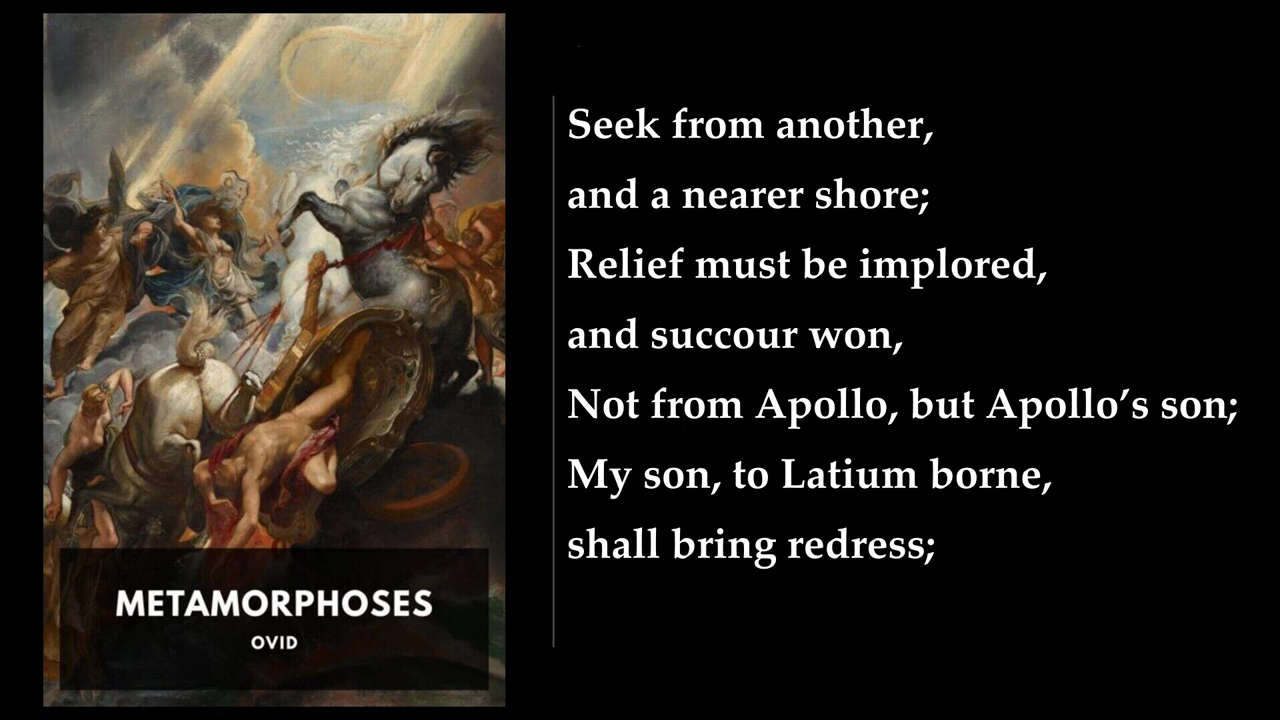 METAMORPHOSES
OVID
Seek from another,
and a nearer shore;
Relief must be implored,
and succour won,
Not from Apollo, but Apollo’s son;
My son, to Latium borne,
shall bring redress;